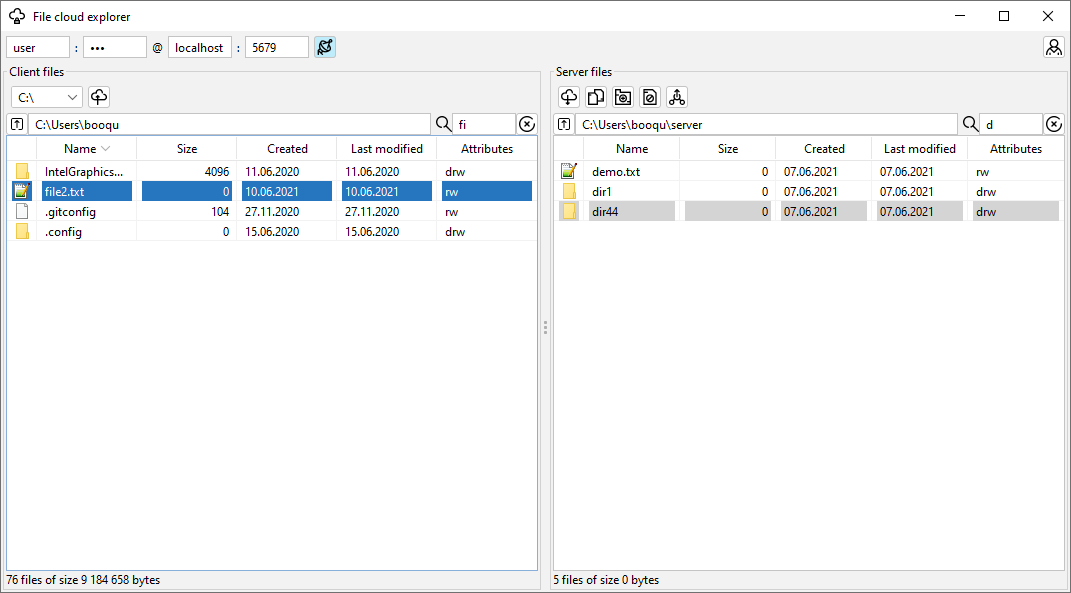 File cloud explorer
user : ••• @ localhost : 5679
Client files
C:\
C:\Users\booqu fi
Name Size Created Last modified Attributes
IntelGraphics... 4096 11.06.2020 11.06.2020 drw
file2.txt 0 10.06.2021 10.06.2021 rw
.gitconfig 104 27.11.2020 27.11.2020 rw
.config 0 15.06.2020 15.06.2020 drw
76 files of size 9 184 658 bytes
Server files
C:\Users\booqu\server d
Name Size Created Last modified Attributes
demo.txt 0 07.06.2021 07.06.2021 rw
dir1 0 07.06.2021 07.06.2021 drw
dir44 0 07.06.2021 07.06.2021 drw
5 files of size 0 bytes